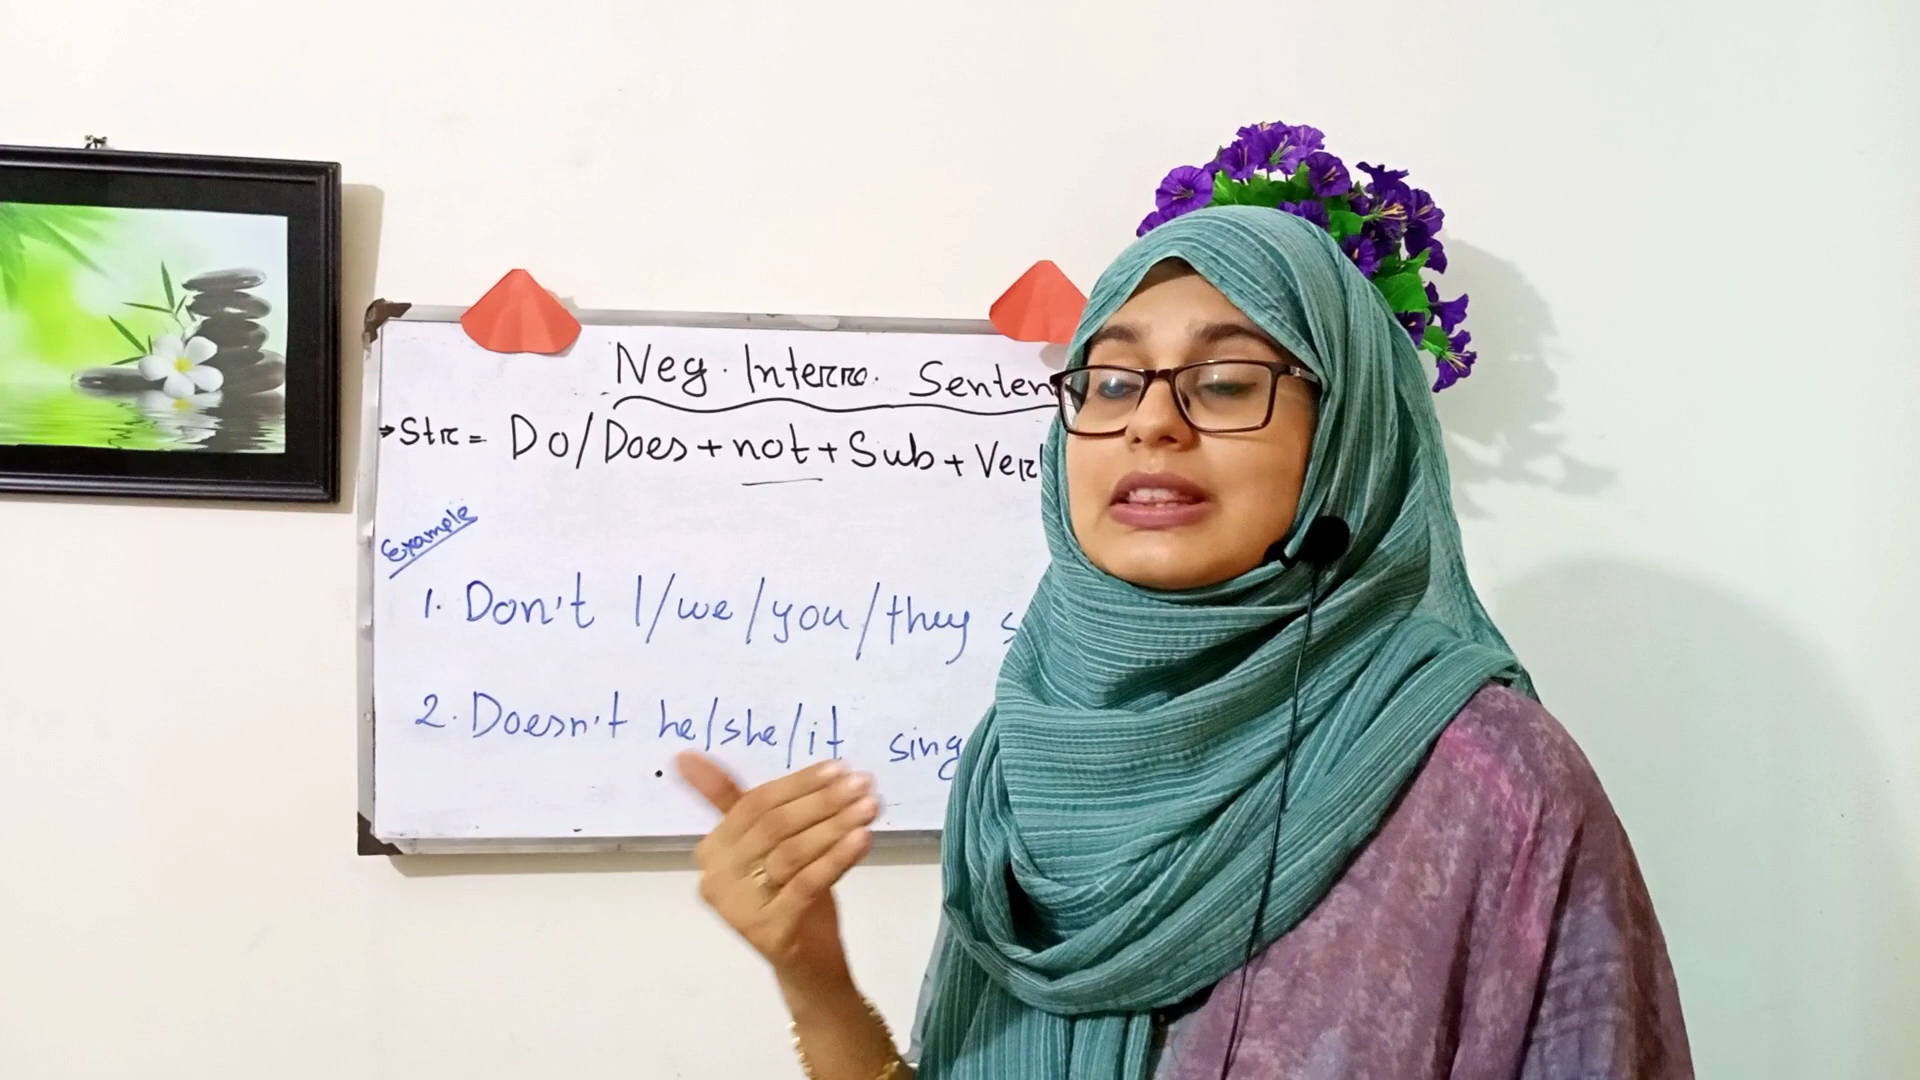 Neg. Interro. Senten
→Str = Do/Does + not + Sub + Ver
Example
1. Don't I/we/you/they s
2. Doesn't he/she/it sing